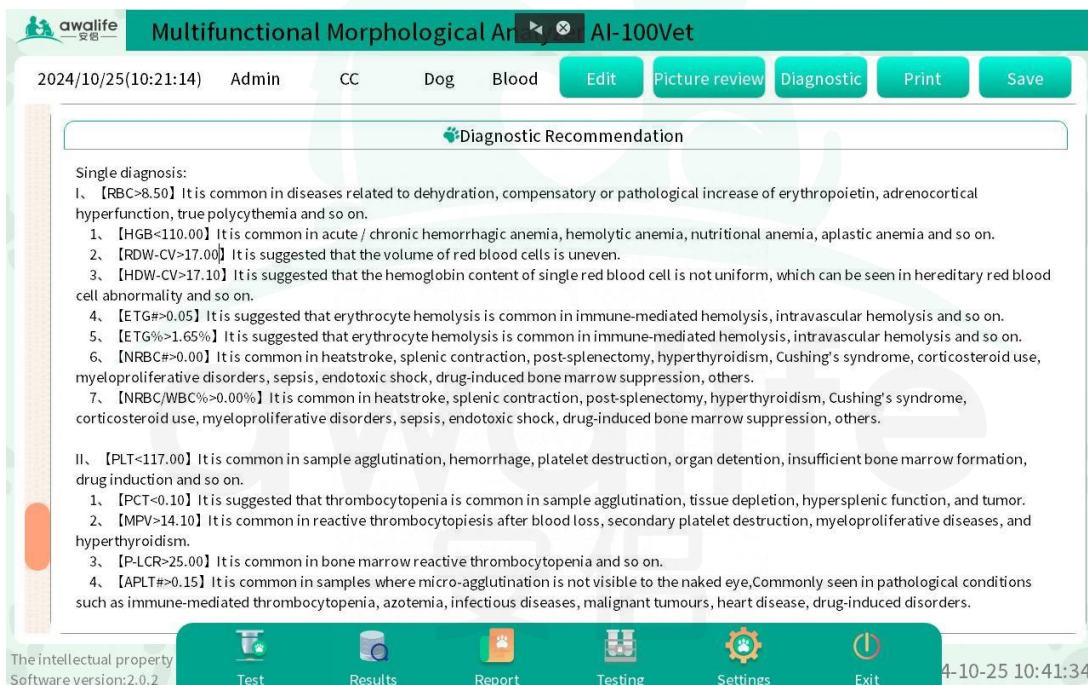 awalife
安侣
Multifunctional Morphological An yzer AI-100Vet
2024/10/25(10:21:14) Admin CC Dog Blood Edit Picture review Diagnostic Print Save
Diagnostic Recommendation
Single diagnosis:
I、【RBC>8.50】It is common in diseases related to dehydration, compensatory or pathological increase of erythropoietin, adrenocortical
hyperfunction, true polycythemia and so on.
1、【HGB<110.00】It is common in acute / chronic hemorrhagic anemia, hemolytic anemia, nutritional anemia, aplastic anemia and so on.
2、【RDW-CV>17.00】It is suggested that the volume of red blood cells is uneven.
3、【HDW-CV>17.10】It is suggested that the hemoglobin content of single red blood cell is not uniform, which can be seen in hereditary red blood
cell abnormality and so on.
4、【ETG#>0.05】It is suggested that erythrocyte hemolysis is common in immune-mediated hemolysis, intravascular hemolysis and so on.
5、【ETG%>1.65%】It is suggested that erythrocyte hemolysis is common in immune-mediated hemolysis, intravascular hemolysis and so on.
6、【NRBC#>0.00】It is common in heatstroke, splenic contraction, post-splenectomy, hyperthyroidism, Cushing's syndrome, corticosteroid use,
myeloproliferative disorders, sepsis, endotoxic shock, drug-induced bone marrow suppression, others.
7、【NRBC/WBC%>0.00%】It is common in heatstroke, splenic contraction, post-splenectomy, hyperthyroidism, Cushing's syndrome,
corticosteroid use, myeloproliferative disorders, sepsis, endotoxic shock, drug-induced bone marrow suppression, others.
II、【PLT<117.00】It is common in sample agglutination, hemorrhage, platelet destruction, organ detention, insufficient bone marrow formation,
drug induction and so on.
1、【PCT<0.10】It is suggested that thrombocytopenia is common in sample agglutination, tissue depletion, hypersplenic function, and tumor.
2、【MPV>14.10】It is common in reactive thrombocytopiesis after blood loss, secondary platelet destruction, myeloproliferative diseases, and
hyperthyroidism.
3、【P-LCR>25.00】It is common in bone marrow reactive thrombocytopenia and so on.
4、【APLT#>0.15】It is common in samples where micro-agglutination is not visible to the naked eye,Commonly seen in pathological conditions
such as immune-mediated thrombocytopenia, azotemia, infectious diseases, malignant tumours, heart disease, drug-induced disorders.
The intellectual property
Software version:2.0.2
Test Results Report Testing Settings Exit
4-10-25 10:41:34